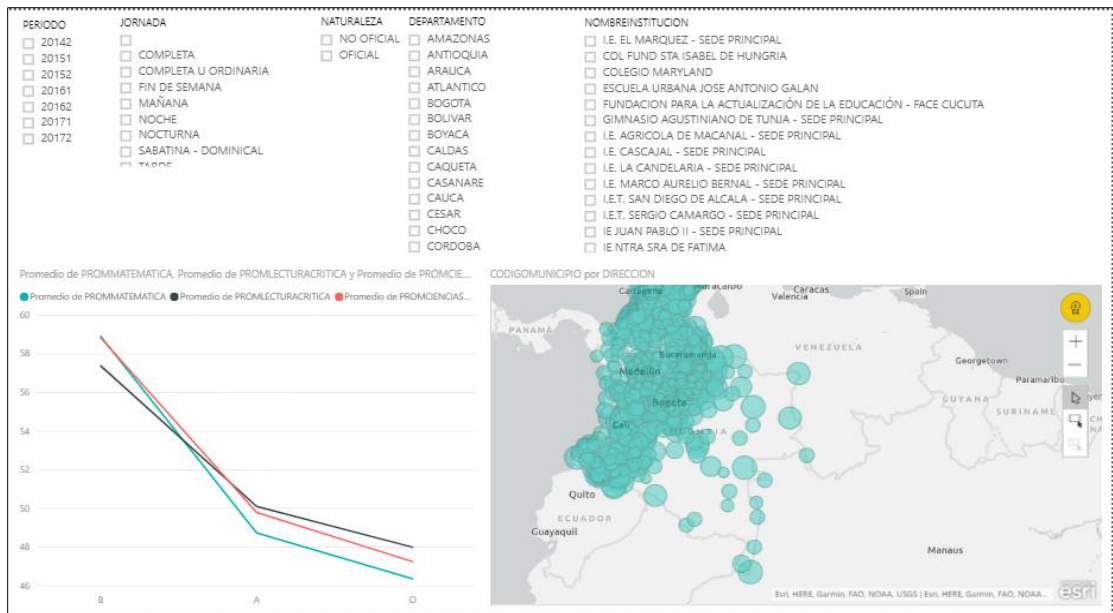 PERIODO
20142
20151
20152
20161
20162
20171
20172
JORNADA
COMPLETA
COMPLETA U ORDINARIA
FIN DE SEMANA
MAÑANA
NOCHE
NOCTURNA
SABATINA - DOMINICAL
TARDE
NATURALEZA
NO OFICIAL
OFICIAL
DEPARTAMENTO
AMAZONAS
ANTIOQUIA
ARAUCA
ATLANTICO
BOGOTA
BOLIVAR
BOYACA
CALDAS
CAQUETA
CASANARE
CAUCA
CESAR
CHOCO
CORDOBA
NOMBREINSTITUCION
I.E. EL MARQUEZ - SEDE PRINCIPAL
COL FUND STA ISABEL DE HUNGRIA
COLEGIO MARYLAND
ESCUELA URBANA JOSE ANTONIO GALAN
FUNDACION PARA LA ACTUALIZACIÓN DE LA EDUCACIÓN - FACE CUCUTA
GIMNASIO AGUSTINIANO DE TUNJA - SEDE PRINCIPAL
I.E. AGRICOLA DE MACANAL - SEDE PRINCIPAL
I.E. CASCAJAL - SEDE PRINCIPAL
I.E. LA CANDELARIA - SEDE PRINCIPAL
I.E. MARCO AURELIO BERNAL - SEDE PRINCIPAL
I.E.T. SAN DIEGO DE ALCALA - SEDE PRINCIPAL
I.E.T. SERGIO CAMARGO - SEDE PRINCIPAL
IE JUAN PABLO II - SEDE PRINCIPAL
IE NTRA SRA DE FATIMA
Promedio de PROMMATEMATICA, Promedio de PROMLECTURACRITICA y Promedio de PROMCIE...
Promedio de PROMMATEMATICA Promedio de PROMLECTURACRITICA Promedio de PROMCIENCIAS...
60
58
56
54
52
50
48
46
B A O
CODIGOMUNICIPIO por DIRECCION
Cartagena
Maracaibo
Valencia
Caracas
Spain
PANAMÁ
Bucaramanga
VENEZUELA
Medellín
Georgetown
Paramaribo
Bogota
GUYANA
SURINAME
Cali
Quito
ECUADOR
Guayaquil
Manaus
Esri, HERE, Garmin, FAO, NOAA, USGS | Esri, HERE, Garmin, FAO, NOAA...
esri